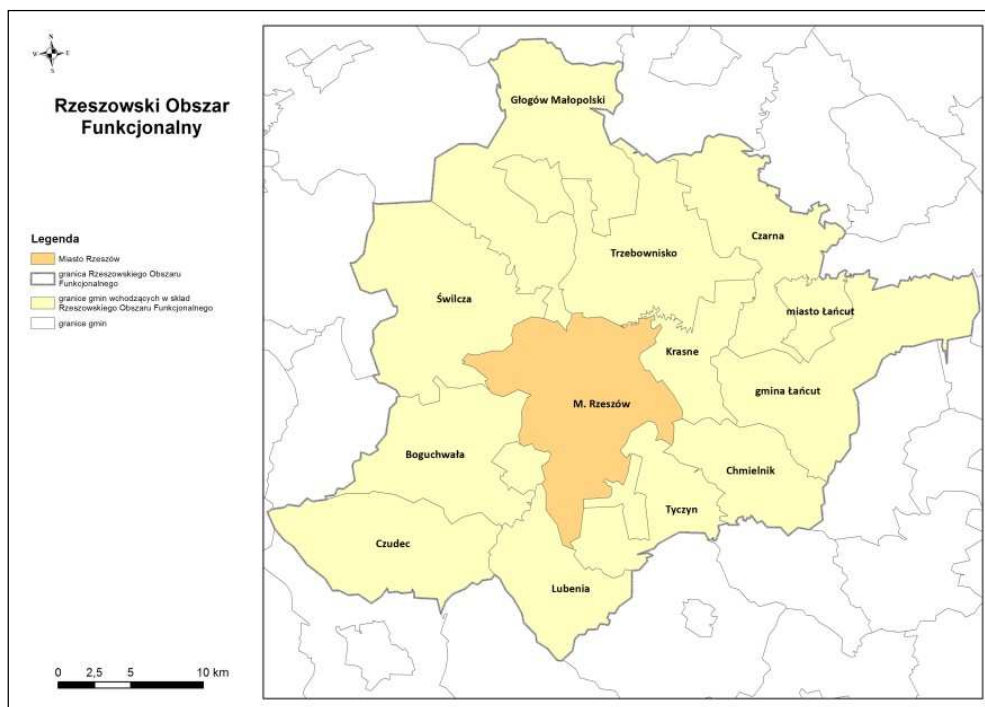 N
W E
S
Rzeszowski Obszar
Funkcjonalny
Legenda
Miasto Rzeszów
granica Rzeszowskiego Obszaru
Funkcjonalnego
granice gmin wchodzących w skład
Rzeszowskiego Obszaru Funkcjonalnego
granice gmin
0 2,5 5 10 km
Głogów Małopolski
Czarna
Trzebownisko
Świlcza
miasto Łańcut
Krasne
gmina Łańcut
M. Rzeszów
Boguchwała
Chmielnik
Tyczyn
Czudec
Lubenia